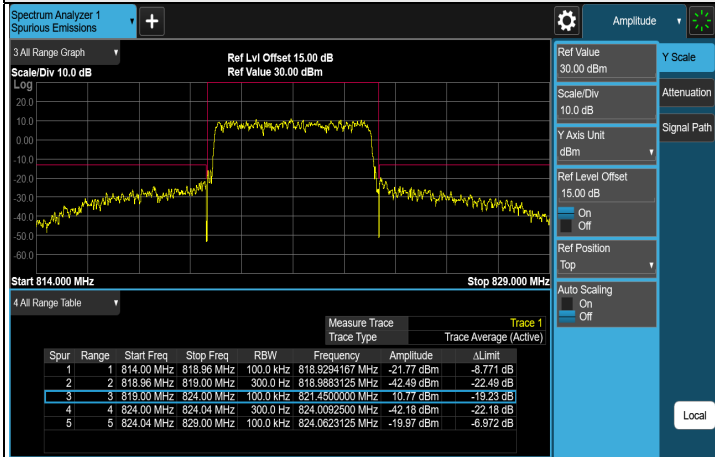 Spectrum Analyzer 1
Spurious Emissions
Amplitude
3 All Range Graph
Ref Lvl Offset 15.00 dB
Scale/Div 10.0 dB
Ref Value 30.00 dBm
Log
20.0
10.0
0.00
-10.0
-20.0
-30.0
-40.0
-50.0
-60.0
Start 814.000 MHz
Stop 829.000 MHz
4 All Range Table
Measure Trace Trace 1
Trace Type Trace Average (Active)
Spur Range Start Freq Stop Freq RBW Frequency Amplitude ΔLimit
1 1 814.00 MHz 818.96 MHz 100.0 kHz 818.9294167 MHz -21.77 dBm -8.771 dB
2 2 818.96 MHz 819.00 MHz 300.0 Hz 818.9883125 MHz -42.49 dBm -22.49 dB
3 3 819.00 MHz 824.00 MHz 100.0 kHz 821.4500000 MHz 10.77 dBm -19.23 dB
4 4 824.00 MHz 824.04 MHz 300.0 Hz 824.0092500 MHz -42.18 dBm -22.18 dB
5 5 824.04 MHz 829.00 MHz 100.0 kHz 824.0623125 MHz -19.97 dBm -6.972 dB
Ref Value
30.00 dBm
Scale/Div
10.0 dB
Y Axis Unit
dBm
Ref Level Offset
15.00 dB
On
Off
Ref Position
Top
Auto Scaling
On
Off
Y Scale
Attenuation
Signal Path
Local